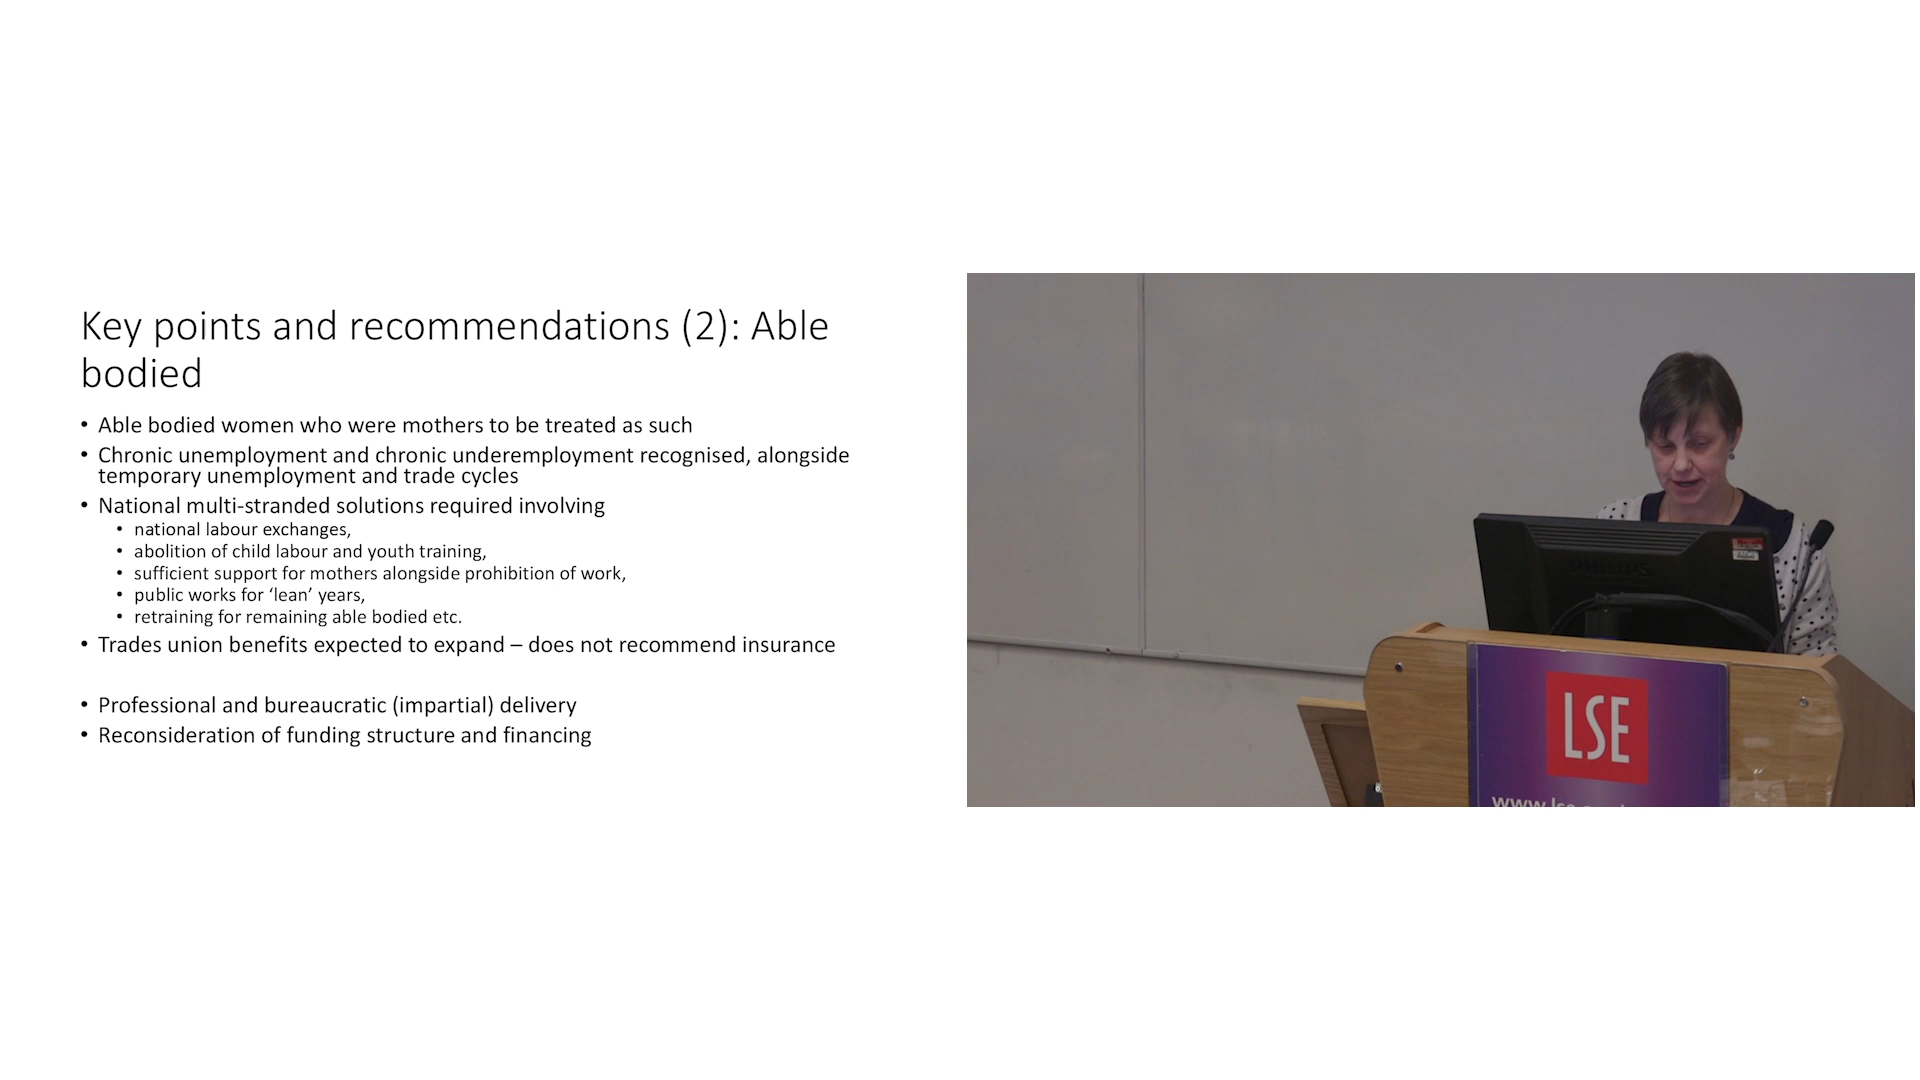 Key points and recommendations (2): Able
bodied
• Able bodied women who were mothers to be treated as such
• Chronic unemployment and chronic underemployment recognised, alongside
temporary unemployment and trade cycles
• National multi-stranded solutions required involving
• national labour exchanges,
• abolition of child labour and youth training,
• sufficient support for mothers alongside prohibition of work,
• public works for ‘lean’ years,
• retraining for remaining able bodied etc.
• Trades union benefits expected to expand – does not recommend insurance
• Professional and bureaucratic (impartial) delivery
• Reconsideration of funding structure and financing
PHILIPS
LSE
www.lse